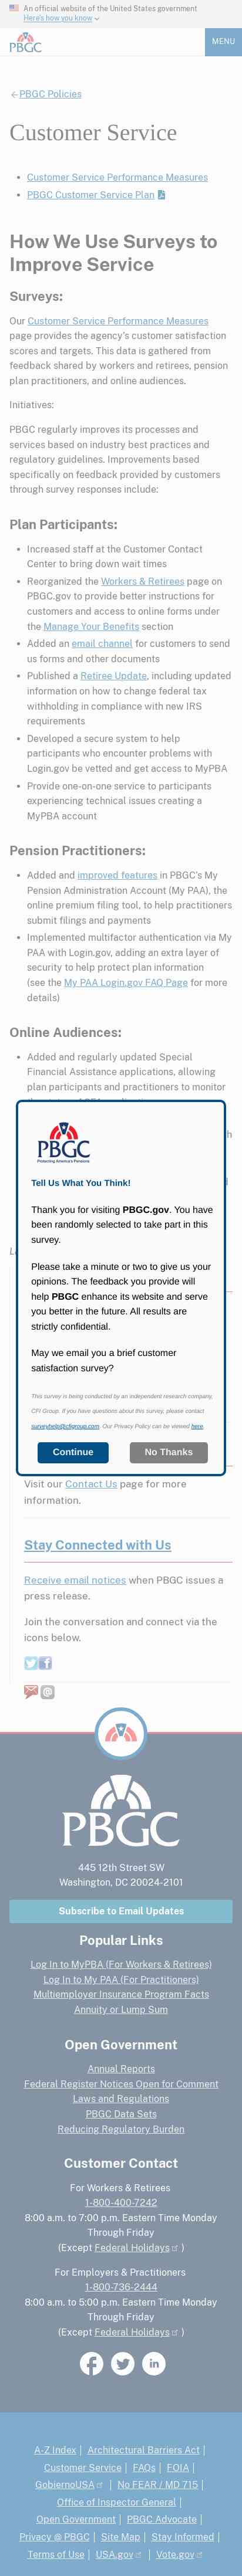 An official website of the United States government
Here's how you know
PBGC
MENU
PBGC Policies
Customer Service
Customer Service Performance Measures
PBGC Customer Service Plan
How We Use Surveys to
Improve Service
Surveys:
Our Customer Service Performance Measures
page provides the agency's customer satisfaction
scores and targets. This data is gathered from
feedback shared by workers and retirees, pension
plan practitioners, and online audiences.
Initiatives:
PBGC regularly improves its processes and
services based on industry best practices and
regulatory guidelines. Improvements based
specifically on feedback provided by customers
through survey responses include:
Plan Participants:
Increased staff at the Customer Contact
Center to bring down wait times
Reorganized the Workers & Retirees page on
PBGC.gov to provide better instructions for
customers and access to online forms under
the Manage Your Benefits section
Added an email channel for customers to send
us forms and other documents
Published a Retiree Update, including updated
information on how to change federal tax
withholding in compliance with new IRS
requirements
Developed a secure system to help
participants who encounter problems with
Login.gov be vetted and get access to MyPBA
Provide one-on-one service to participants
experiencing technical issues creating a
MyPBA account
Pension Practitioners:
Added and improved features in PBGC's My
Pension Administration Account (My PAA), the
online premium filing tool, to help practitioners
submit filings and payments
Implemented multifactor authentication via My
PAA with Login.gov, adding an extra layer of
security to help protect plan information
(see the My PAA Login.gov FAQ Page for more
details)
Online Audiences:
Added and regularly updated Special
Financial Assistance applications, allowing
plan participants and practitioners to monitor
PBGC
Protecting America's Pensions
Tell Us What You Think!
Thank you for visiting PBGC.gov. You have
been randomly selected to take part in this
survey.
Please take a minute or two to give us your
opinions. The feedback you provide will
help PBGC enhance its website and serve
you better in the future. All results are
strictly confidential.
May we email you a brief customer
satisfaction survey?
This survey is being conducted by an independent research company,
CFI Group. If you have questions about this survey, please contact
surveyhelp@cfigroup.com. Our Privacy Policy can be viewed here.
Continue
No Thanks
Visit our Contact Us page for more
information.
Stay Connected with Us
Receive email notices when PBGC issues a
press release.
Join the conversation and connect via the
icons below.
PBGC
445 12th Street SW
Washington, DC 20024-2101
Subscribe to Email Updates
Popular Links
Log In to MyPBA (For Workers & Retirees)
Log In to My PAA (For Practitioners)
Multiemployer Insurance Program Facts
Annuity or Lump Sum
Open Government
Annual Reports
Federal Register Notices Open for Comment
Laws and Regulations
PBGC Data Sets
Reducing Regulatory Burden
Customer Contact
For Workers & Retirees
1-800-400-7242
8:00 a.m. to 7:00 p.m. Eastern Time Monday
Through Friday
(Except Federal Holidays )
For Employers & Practitioners
1-800-736-2444
8:00 a.m. to 5:00 p.m. Eastern Time Monday
Through Friday
(Except Federal Holidays )
A-Z Index | Architectural Barriers Act |
Customer Service | FAQs | FOIA |
GobiernoUSA | No FEAR / MD 715 |
Office of Inspector General |
Open Government | PBGC Advocate |
Privacy @ PBGC | Site Map | Stay Informed |
Terms of Use | USA.gov | Vote.gov